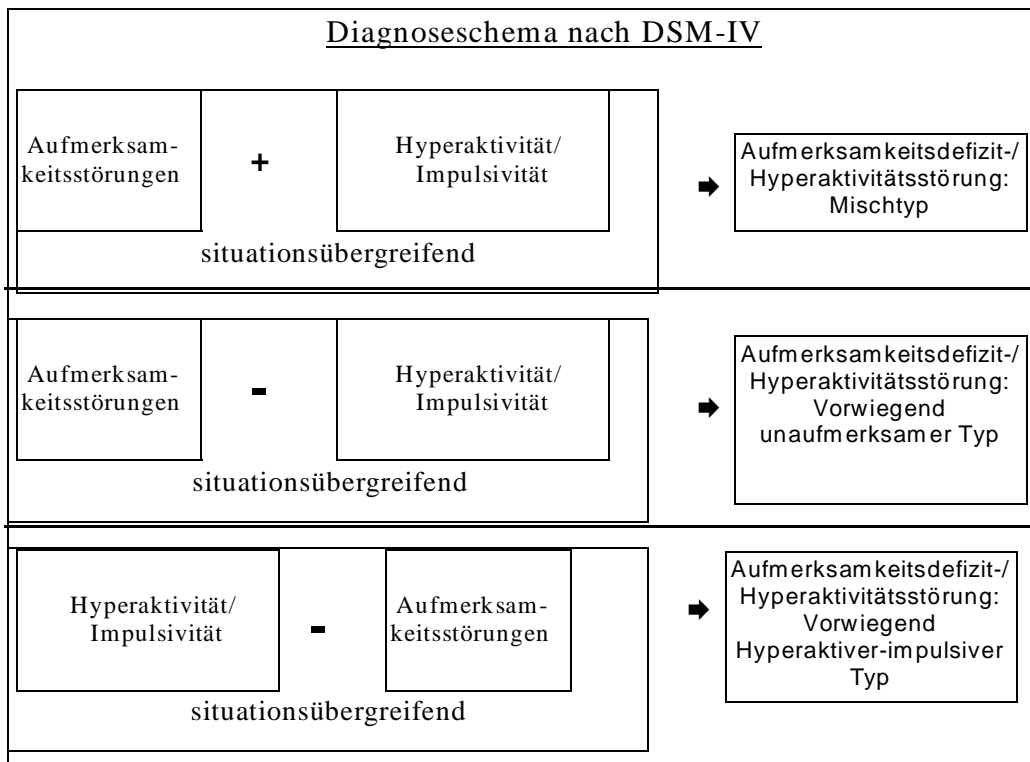 Diagnoseschema nach DSM-IV
Aufmerksam-
keitsstörungen
+
Hyperaktivität/
Impulsivität
situationsübergreifend
Aufmerksamkeitsdefizit-/
Hyperaktivitätsstörung:
Mischtyp
Aufmerksam-
keitsstörungen
-
Hyperaktivität/
Impulsivität
situationsübergreifend
Aufmerksamkeitsdefizit-/
Hyperaktivitätsstörung:
Vorwiegend
unaufmerksamer Typ
Hyperaktivität/
Impulsivität
-
Aufmerksam-
keitsstörungen
situationsübergreifend
Aufmerksamkeitsdefizit-/
Hyperaktivitätsstörung:
Vorwiegend
Hyperaktiver-impulsiver
Typ